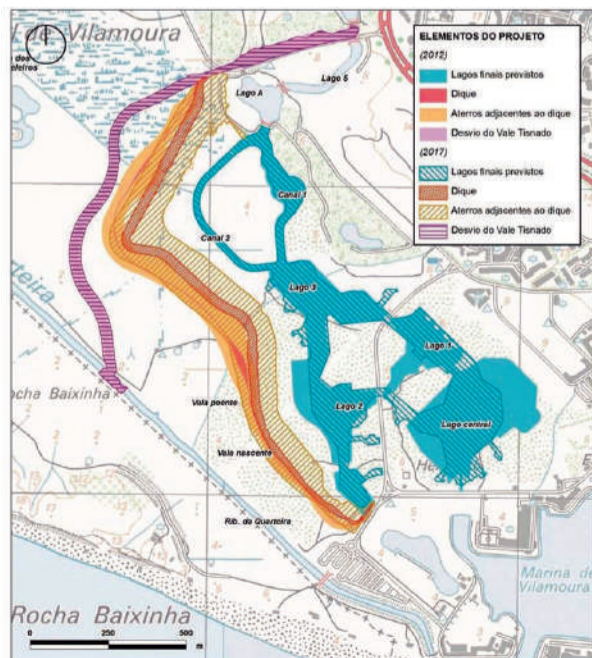 l de Vilamoura
Lago 5
Lago A
Canal 1
Canal 2
Lago 3
Lago 1
Lago 2
Lago central
Vala poente
Vala nascente
Rib. da Quarteira
rteira
ocha Baixinha
Rocha Baixinha
Marina de
Vilamoura
0 250 500
m
ELEMENTOS DO PROJETO
(2012)
Lagos finais previstos
Dique
Aterros adjacentes ao dique
Desvio do Vale Tisnado
(2017)
Lagos finais previstos
Dique
Aterros adjacentes ao dique
Desvio do Vale Tisnado